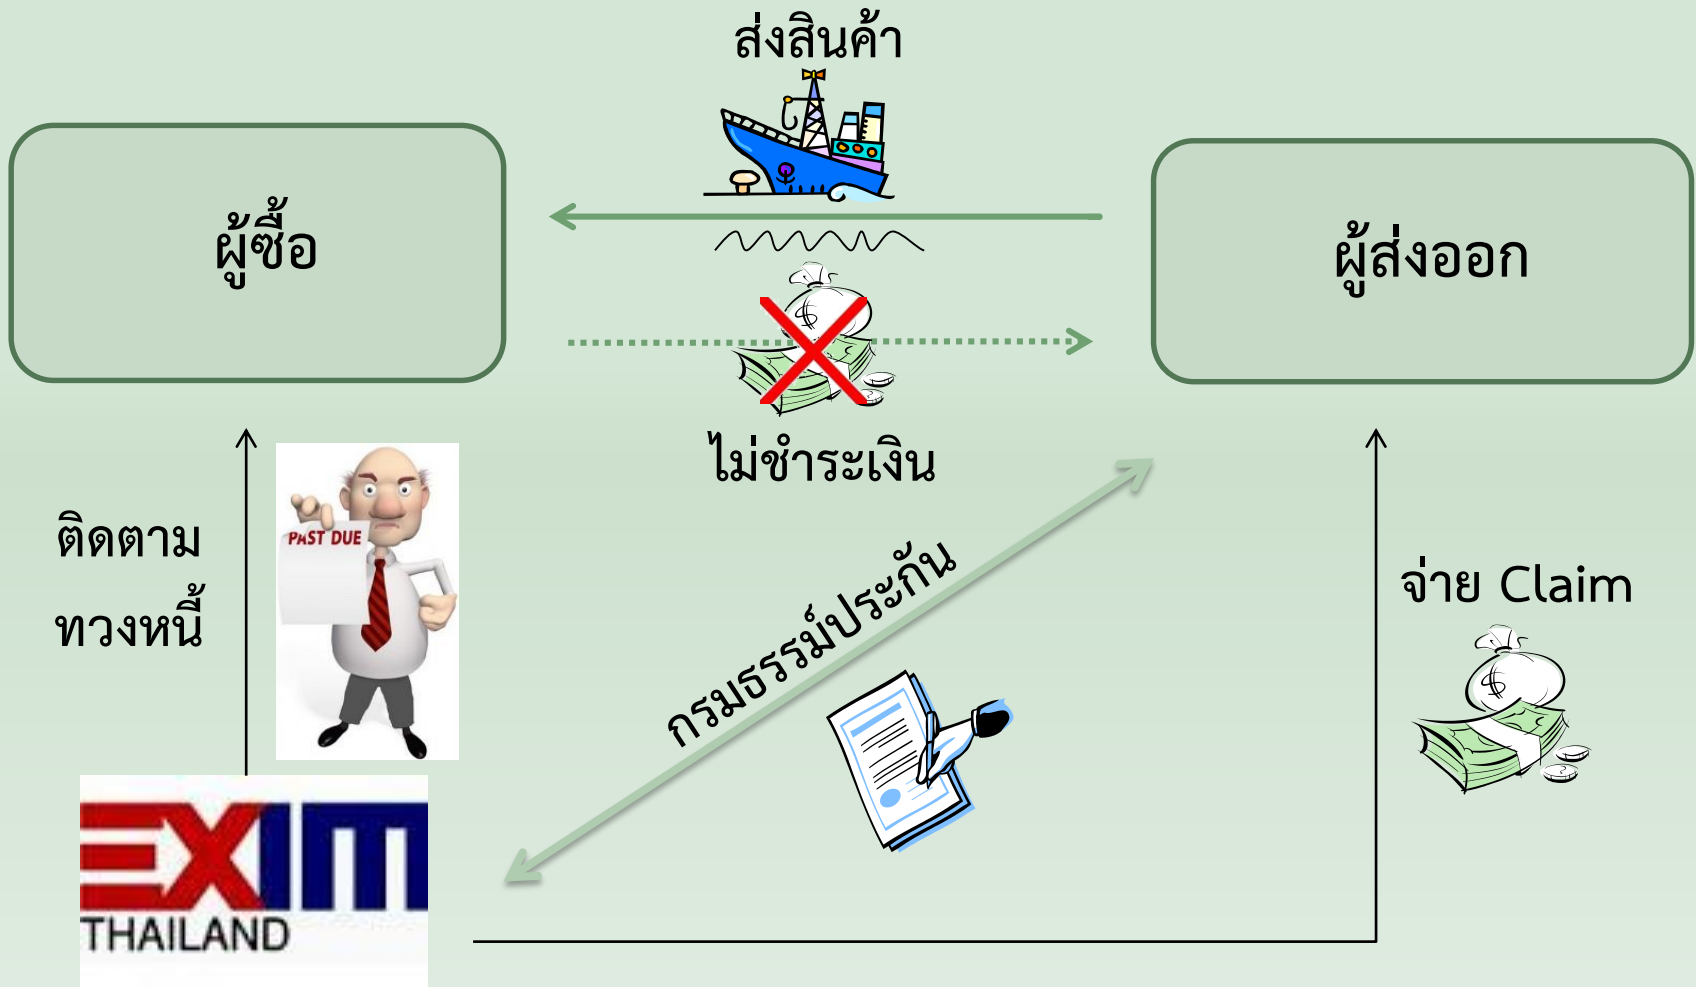 ส่งสินค้า
ผู้ซื้อ
ผู้ส่งออก
ไม่ชำระเงิน
ติดตาม
ทวงหนี้
PAST DUE
กรมธรรม์ประกัน
จ่าย Claim
EXIM
THAILAND